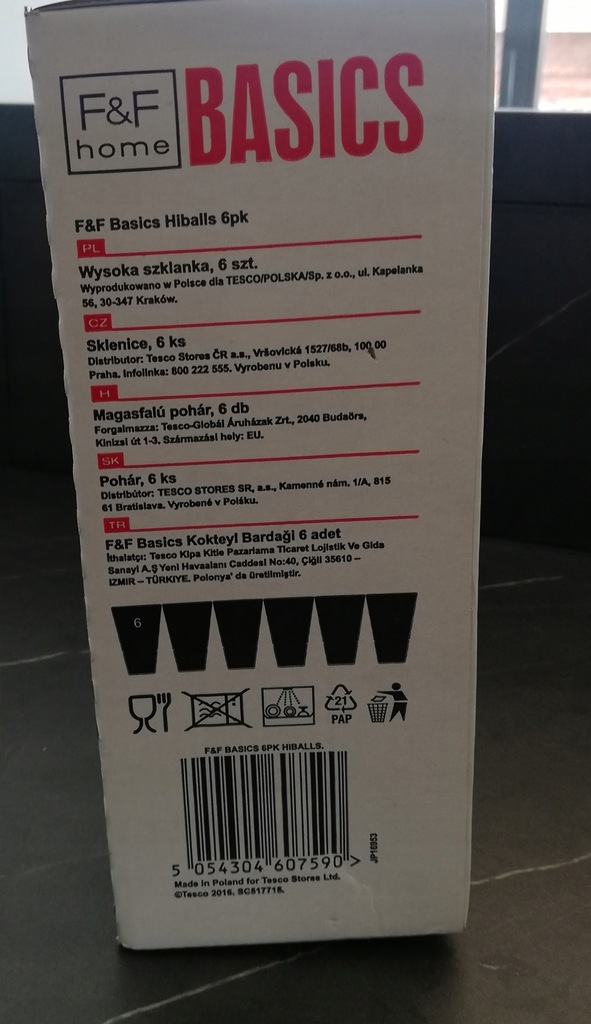 F&F
home
BASICS
F&F Basics Hiballs 6pk
PL
Wysoka szklanka, 6 szt.
Wyprodukowano w Polsce dla TESCO/POLSKA/Sp. z o.o., ul. Kapelanka
56, 30-347 Kraków.
CZ
Sklenice, 6 ks
Distributor: Tesco Stores ČR a.s., Vršovická 1527/68b, 100 00
Praha. Infolinka: 800 222 555. Vyrobenu v Polsku.
H
Magasfalú pohár, 6 db
Forgalmazza: Tesco-Globál Áruházak Zrt., 2040 Budaörs,
Kinizsi út 1-3. Származási hely: EU.
SK
Pohár, 6 ks
Distribútor: TESCO STORES SR, a.s., Kamenné nám. 1/A, 815
61 Bratislava. Vyrobené v Poľsku.
TR
F&F Basics Kokteyl Bardaği 6 adet
İthalatçı: Tesco Kipa Kitle Pazarlama Ticaret Lojistik Ve Gida
Sanayi A.Ş Yeni Havaalanı Caddesi No:40, Çiğli 35610 –
IZMIR – TÜRKIYE. Polonya' da üretilmiştir.
6
21
PAP
F&F BASICS 6PK HIBALLS.
5 054304 607590 >
JP16953
Made in Poland for Tesco Stores Ltd.
©Tesco 2016. SC517715.